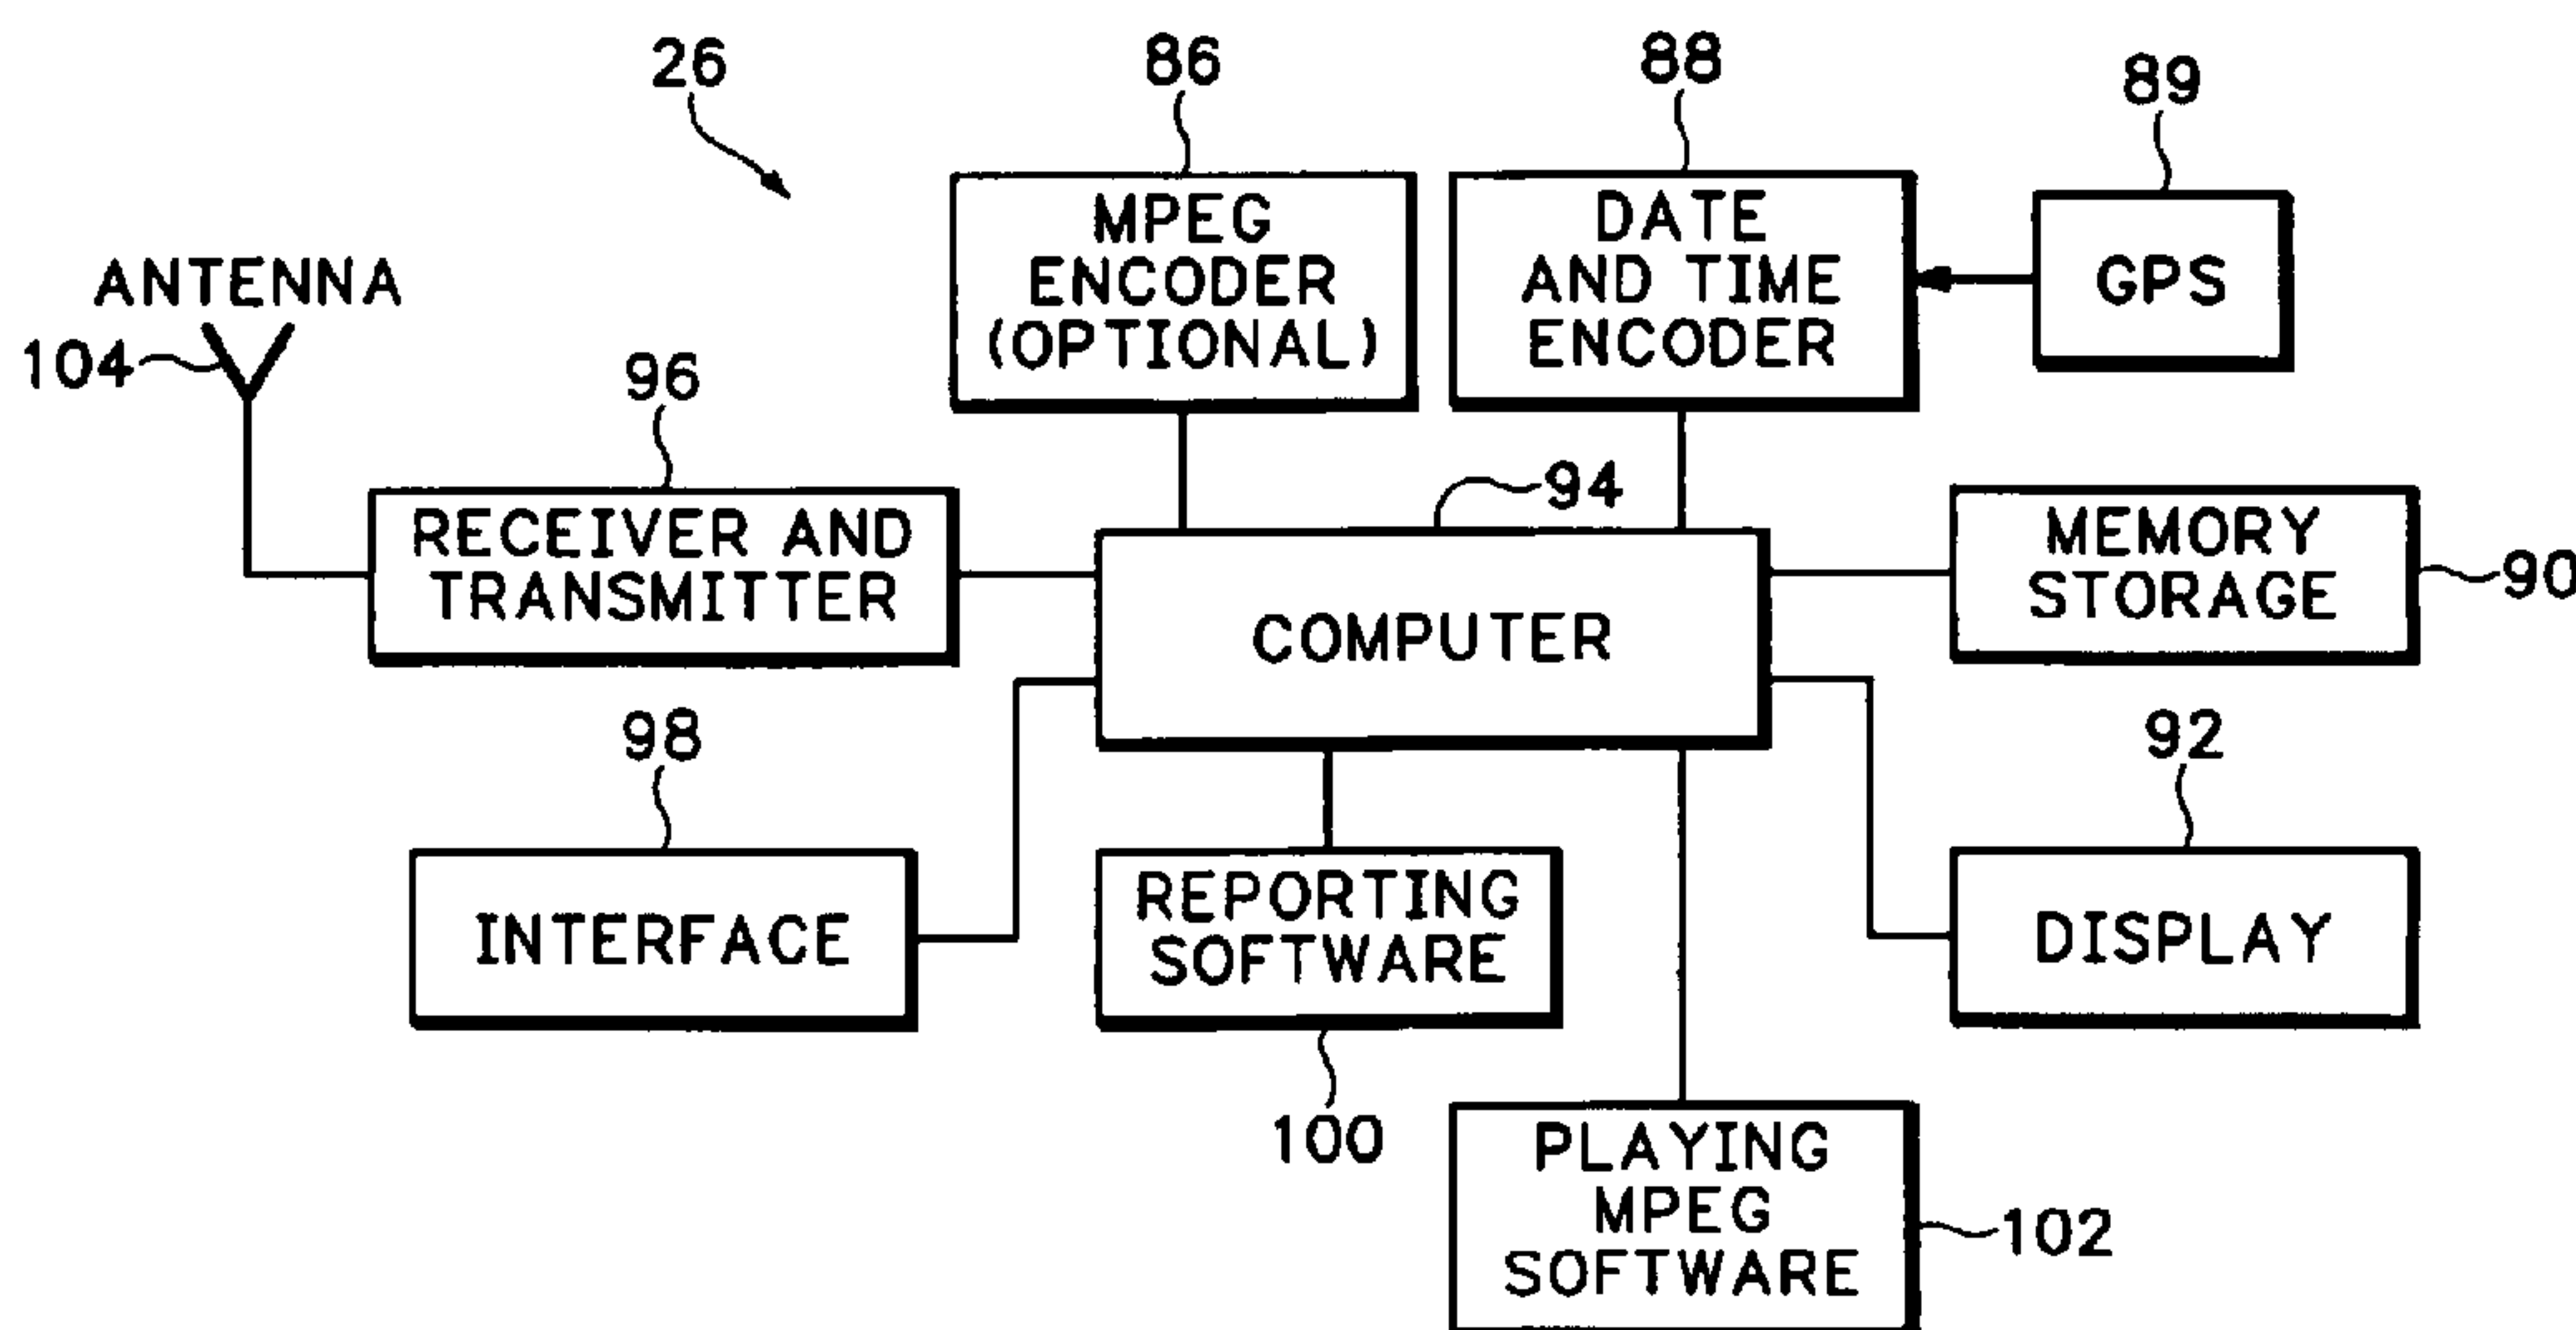 26
86
88
89
MPEG
ENCODER
(OPTIONAL)
DATE
AND TIME
ENCODER
GPS
ANTENNA
104
96
94
RECEIVER AND
TRANSMITTER
COMPUTER
MEMORY
STORAGE
90
98
92
INTERFACE
REPORTING
SOFTWARE
DISPLAY
100
PLAYING
MPEG
SOFTWARE
102